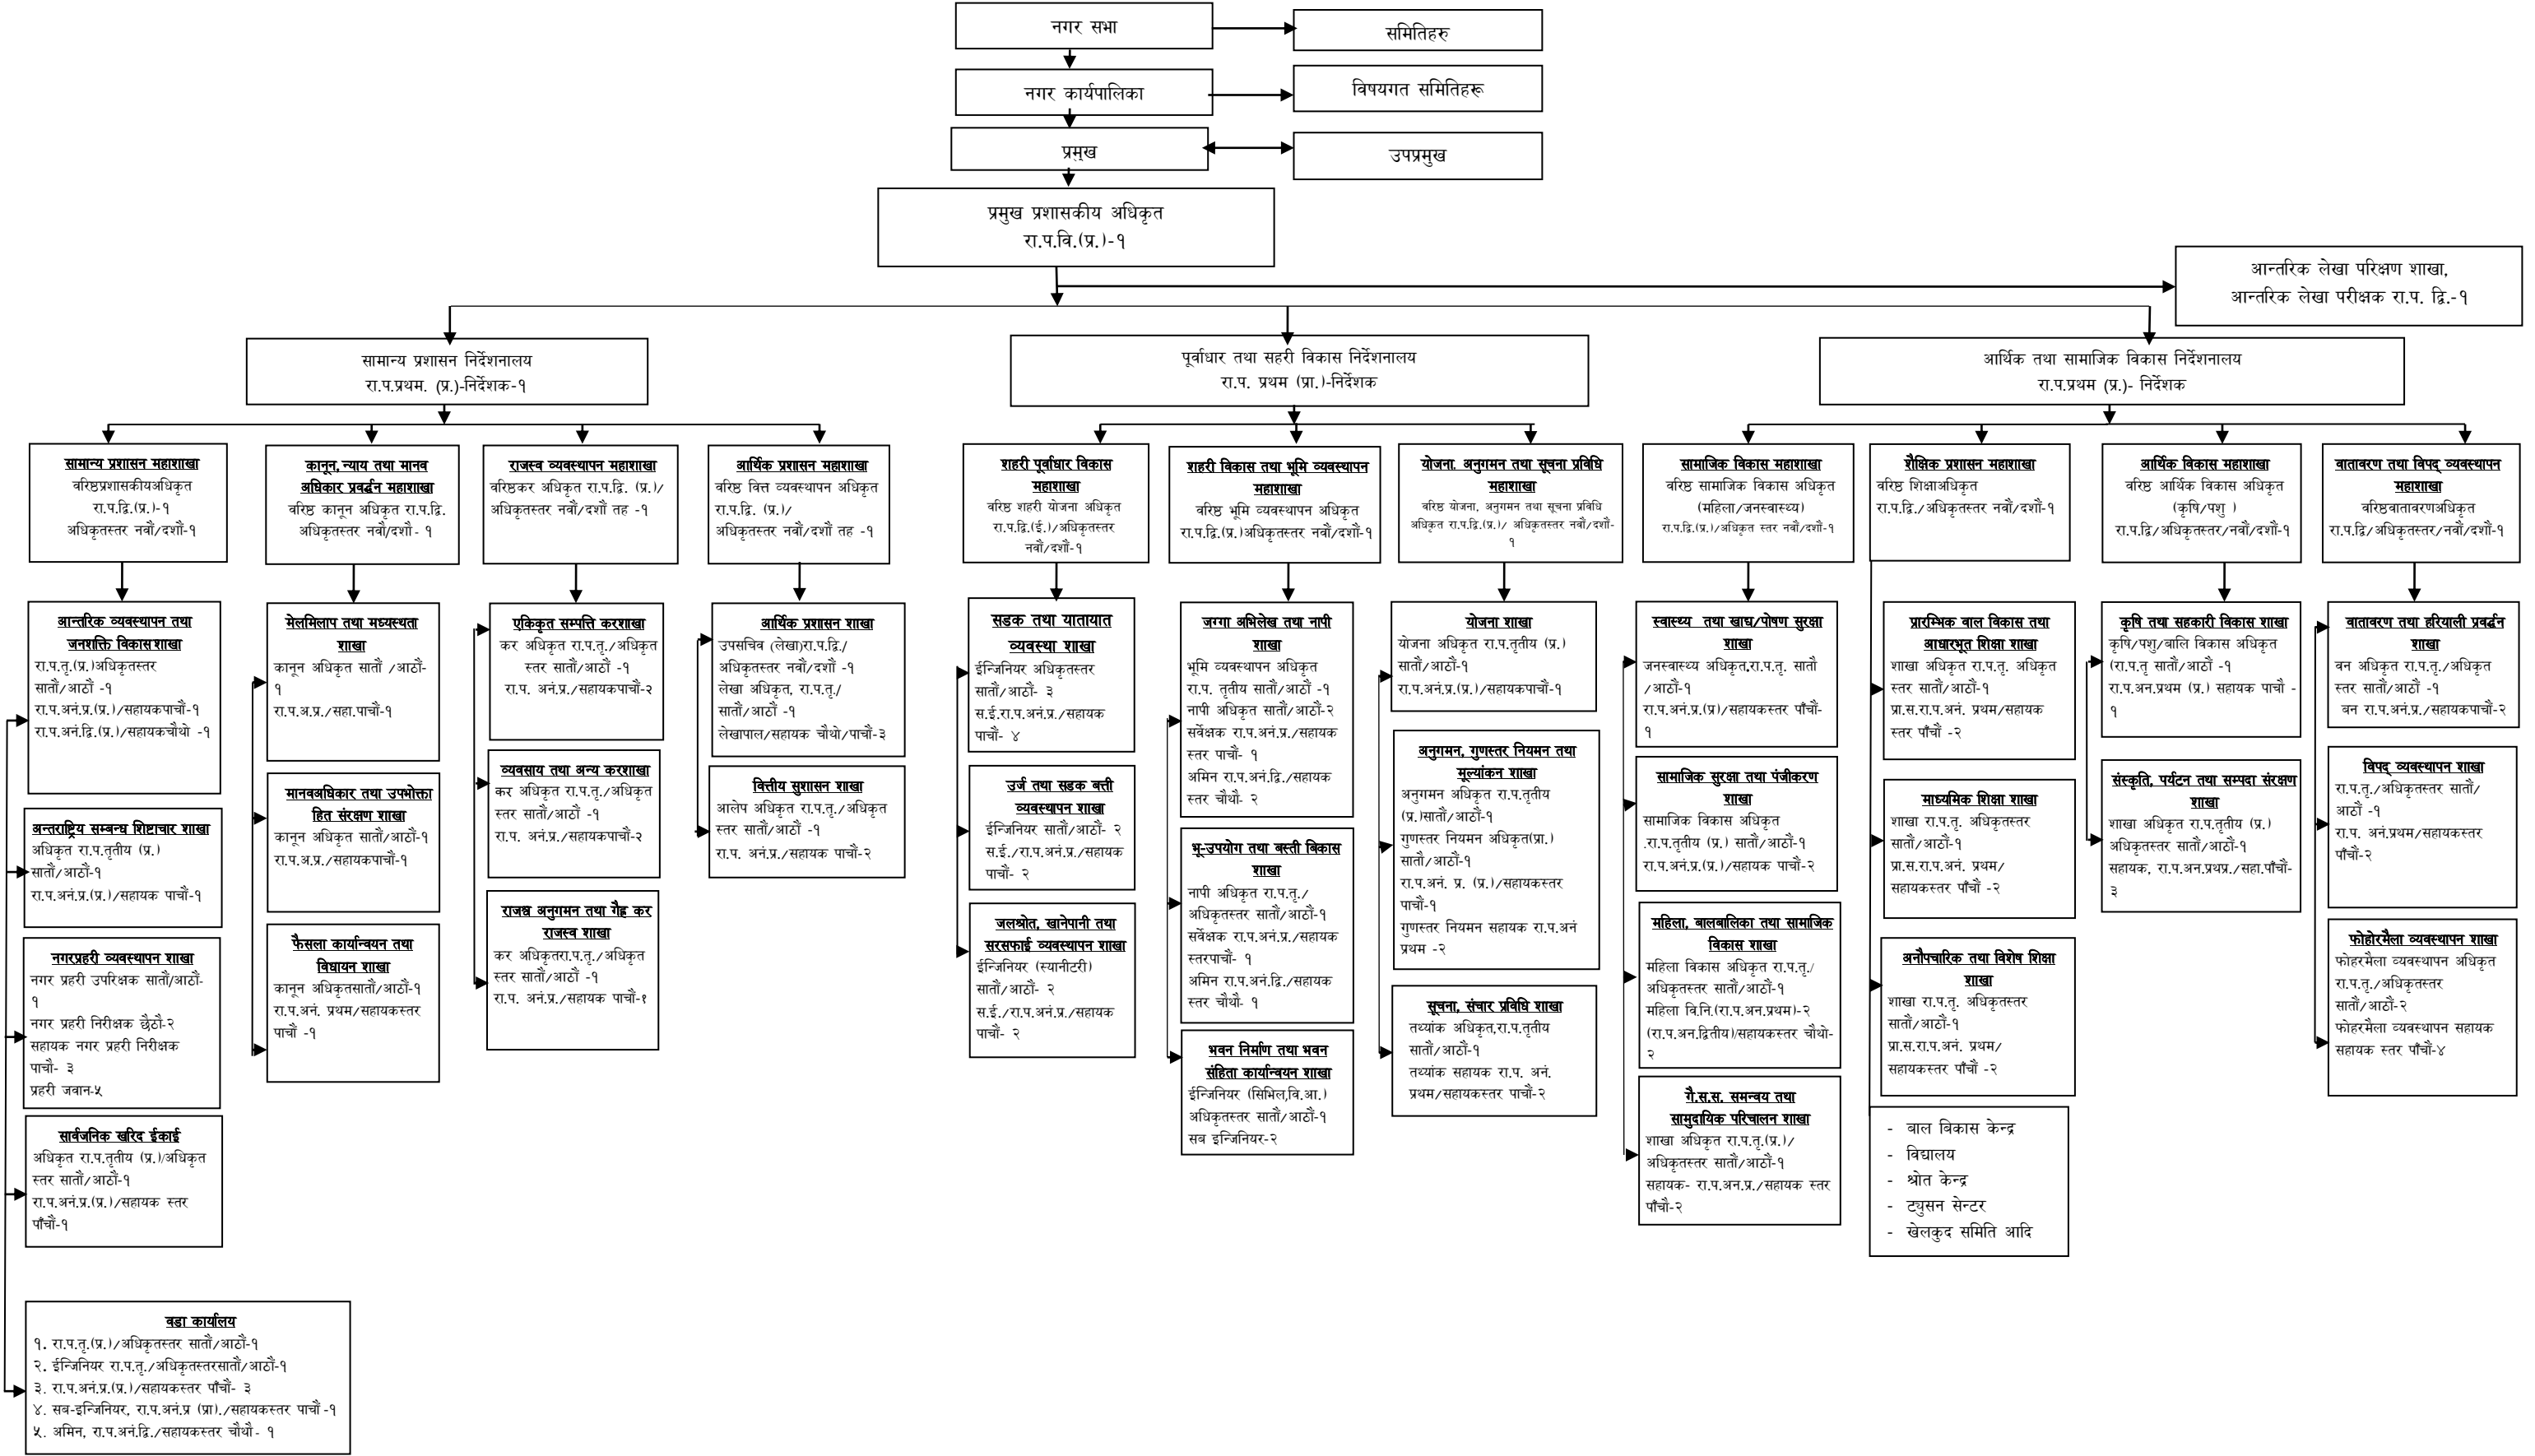 नगर सभा
समितिहरु
नगर कार्यपालिका
विषयगत समितिहरू
प्रमुख
उपप्रमुख
प्रमुख प्रशासकीय अधिकृत
रा.प.वि.(प्र.)-१
आन्तरिक लेखा परिक्षण शाखा,
आन्तरिक लेखा परीक्षक रा.प. द्वि.-१
सामान्य प्रशासन निर्देशनालय
रा.प.प्रथम. (प्र.)-निर्देशक-१
पूर्वाधार तथा सहरी विकास निर्देशनालय
रा.प. प्रथम (प्रा.)-निर्देशक
आर्थिक तथा सामाजिक विकास निर्देशनालय
रा.प.प्रथम (प्र.)- निर्देशक
सामान्य प्रशासन महाशाखा
वरिष्ठप्रशासकीयअधिकृत
रा.प.द्वि.(प्र.)-१
अधिकृतस्तर नवौं/दशौं-१
कानून, न्याय तथा मानव
अधिकार प्रवर्द्धन महाशाखा
वरिष्ठ कानून अधिकृत रा.प.द्वि.
अधिकृतस्तर नवौं/दशौं - १
राजस्व व्यवस्थापन महाशाखा
वरिष्ठकर अधिकृत रा.प.द्वि. (प्र.)/
अधिकृतस्तर नवौं/दशौं तह -१
आर्थिक प्रशासन महाशाखा
वरिष्ठ वित्त व्यवस्थापन अधिकृत
रा.प.द्वि. (प्र.)/
अधिकृतस्तर नवौं/दशौं तह -१
शहरी पूर्वाधार विकास
महाशाखा
वरिष्ठ शहरी योजना अधिकृत
रा.प.द्वि.(ई.)/अधिकृतस्तर
नवौं/दशौं-१
शहरी विकास तथा भूमि व्यवस्थापन
महाशाखा
वरिष्ठ भूमि व्यवस्थापन अधिकृत
रा.प.द्वि.(प्र.)अधिकृतस्तर नवौं/दशौं-१
योजना. अनुगमन तथा सूचना प्रविधि
महाशाखा
वरिष्ठ योजना, अनुगमन तथा सूचना प्रविधि
अधिकृत रा.प.द्वि.(प्र.)/ अधिकृतस्तर नवौं/दशौं-
१
सामाजिक विकास महाशाखा
वरिष्ठ सामाजिक विकास अधिकृत
(महिला/जनस्वास्थ्य)
रा.प.द्वि.(प्र.)/अधिकृत स्तर नवौं/दशौं-१
शैक्षिक प्रशासन महाशाखा
वरिष्ठ शिक्षाअधिकृत
रा.प.द्वि./अधिकृतस्तर नवौं/दशौं-१
आर्थिक विकास महाशाखा
वरिष्ठ आर्थिक विकास अधिकृत
(कृषि/पशु )
रा.प.द्वि/अधिकृतस्तर/नवौं/दशौं-१
वातावरण तथा विपद् व्यवस्थापन
महाशाखा
वरिष्ठवातावरणअधिकृत
रा.प.द्वि/अधिकृतस्तर/नवौं/दशौं-१
आन्तरिक व्यवस्थापन तथा
जनशक्ति विकासशाखा
रा.प.तृ.(प्र.)अधिकृतस्तर
सातौं/आठौं -१
रा.प.अनं.प्र.(प्र.)/सहायकपाचौं-१
रा.प.अनं.द्वि.(प्र.)/सहायकचौथो -१
अन्तराष्ट्रिय सम्बन्ध शिष्टाचार शाखा
अधिकृत रा.प.तृतीय (प्र.)
सातौं/आठौं-१
रा.प.अनं.प्र.(प्र.)/सहायक पाचौं-१
नगरप्रहरी व्यवस्थापन शाखा
नगर प्रहरी उपरिक्षक सातौं/आठौं-
१
नगर प्रहरी निरीक्षक छैठौ-२
सहायक नगर प्रहरी निरीक्षक
पाचौ- ३
प्रहरी जवान-५
सार्वजनिक खरिद ईकाई
अधिकृत रा.प.तृतीय (प्र.)/अधिकृत
स्तर सातौं/आठौं-१
रा.प.अनं.प्र.(प्र.)/सहायक स्तर
पाँचौं-१
वडा कार्यालय
१. रा.प.तृ.(प्र.)/अधिकृतस्तर सातौं/आठौं-१
२. ईन्जिनियर रा.प.तृ./अधिकृतस्तरसातौं/आठौं-१
३. रा.प.अनं.प्र.(प्र.)/सहायकस्तर पाँचौं- ३
४. सब-इन्जिनियर, रा.प.अनं.प्र (प्रा)./सहायकस्तर पाचौं -१
५. अमिन, रा.प.अनं.द्वि./सहायकस्तर चौथौ - १
मेलमिलाप तथा मध्यस्थता
शाखा
कानून अधिकृत सातौं /आठौं-
१
रा.प.अ.प्र./सहा.पाचौं-१
मानवअधिकार तथा उपभोक्ता
हित संरक्षण शाखा
कानून अधिकृत सातौं/आठौं-१
रा.प.अ.प्र./सहायकपाचौं-१
फैसला कार्यान्वयन तथा
विधायन शाखा
कानून अधिकृतसातौं/आठौं-१
रा.प.अनं. प्रथम/सहायकस्तर
पाचौं -१
एकिकृत सम्पत्ति करशाखा
कर अधिकृत रा.प.तृ./अधिकृत
स्तर सातौं/आठौं -१
रा.प. अनं.प्र./सहायकपाचौं-२
व्यवसाय तथा अन्य करशाखा
कर अधिकृत रा.प.तृ./अधिकृत
स्तर सातौं/आठौं -१
रा.प. अनं.प्र./सहायकपाचौं-२
राजश्व अनुगमन तथा गैह्र कर
राजस्व शाखा
कर अधिकृतरा.प.तृ./अधिकृत
स्तर सातौं/आठौं -१
रा.प. अनं.प्र./सहायक पाचौं-१
आर्थिक प्रशासन शाखा
उपसचिव (लेखा)रा.प.द्वि./
अधिकृतस्तर नवौं/दशौं -१
लेखा अधिकृत, रा.प.तृ./
सातौं/आठौं -१
लेखापाल/सहायक चौथो/पाचौं-३
वित्तीय सुशासन शाखा
आलेप अधिकृत रा.प.तृ./अधिकृत
स्तर सातौं/आठौं -१
रा.प. अनं.प्र./सहायक पाचौं-२
सडक तथा यातायात
व्यवस्था शाखा
ईन्जिनियर अधिकृतस्तर
सातौं/आठौं- ३
स.ई.रा.प.अनं.प्र./सहायक
पाचौं- ४
उर्ज तथा सडक बत्ती
व्यवस्थापन शाखा
ईन्जिनियर सातौं/आठौं- २
स.ई./रा.प.अनं.प्र./सहायक
पाचौं- २
जलश्रोत, खानेपानी तथा
सरसफाई व्यवस्थापन शाखा
ईन्जिनियर (स्यानीटरी)
सातौं/आठौं- २
स.ई./रा.प.अनं.प्र./सहायक
पाचौं- २
जग्गा अभिलेख तथा नापी
शाखा
भूमि व्यवस्थापन अधिकृत
रा.प. तृतीय सातौं/आठौं -१
नापी अधिकृत सातौं/आठौं-२
सर्वेक्षक रा.प.अनं.प्र./सहायक
स्तर पाचौं- १
अमिन रा.प.अनं.द्वि./सहायक
स्तर चौथौ- २
भू-उपयोग तथा बस्ती बिकास
शाखा
नापी अधिकृत रा.प.तृ./
अधिकृतस्तर सातौं/आठौं-१
सर्वेक्षक रा.प.अनं.प्र./सहायक
स्तरपाचौं- १
अमिन रा.प.अनं.द्वि./सहायक
स्तर चौथौ- १
भवन निर्माण तथा भवन
संहिता कार्यान्वयन शाखा
ईन्जिनियर (सिभिल,वि.आ.)
अधिकृतस्तर सातौं/आठौं-१
सब इन्जिनियर-२
योजना शाखा
योजना अधिकृत रा.प.तृतीय (प्र.)
सातौं/आठौं-१
रा.प.अनं.प्र.(प्र.)/सहायकपाचौं-१
अनुगमन, गुणस्तर नियमन तथा
मूल्यांकन शाखा
अनुगमन अधिकृत रा.प.तृतीय
(प्र.)सातौं/आठौं-१
गुणस्तर नियमन अधिकृत(प्रा.)
सातौं/आठौं-१
रा.प.अनं. प्र. (प्र.)/सहायकस्तर
पाचौं-१
गुणस्तर नियमन सहायक रा.प.अनं
प्रथम -२
सूचना, संचार प्रविधि शाखा
तथ्यांक अधिकृत,रा.प.तृतीय
सातौं/आठौं-१
तथ्यांक सहायक रा.प. अनं.
प्रथम/सहायकस्तर पाचौं-२
स्वास्थ्य तथा खाद्य/पोषण सुरक्षा
शाखा
जनस्वास्थ्य अधिकृत.रा.प.तृ. सातौं
/आठौं-१
रा.प.अनं.प्र.(प्र)/सहायकस्तर पाँचौं-
१
सामाजिक सुरक्षा तथा पंजीकरण
शाखा
सामाजिक विकास अधिकृत
.रा.प.तृतीय (प्र.) सातौं/आठौं-१
रा.प.अनं.प्र.(प्र.)/सहायक पाचौं-२
महिला, बालबालिका तथा सामाजिक
विकास शाखा
महिला विकास अधिकृत रा.प.तृ./
अधिकृतस्तर सातौं/आठौं-१
महिला वि.नि.(रा.प.अन.प्रथम)-२
(रा.प.अन.द्वितीय)/सहायकस्तर चौथो-
२
गै.स.स. समन्वय तथा
सामुदायिक परिचालन शाखा
शाखा अधिकृत रा.प.तृ.(प्र.)/
अधिकृतस्तर सातौं/आठौं-१
सहायक- रा.प.अन.प्र./सहायक स्तर
पाँचौ-२
प्रारम्भिक बाल विकास तथा
आधारभूत शिक्षा शाखा
शाखा अधिकृत रा.प.तृ. अधिकृत
स्तर सातौं/आठौं-१
प्रा.स.रा.प.अनं. प्रथम/सहायक
स्तर पाँचौं -२
माध्यमिक शिक्षा शाखा
शाखा रा.प.तृ. अधिकृतस्तर
सातौं/आठौं-१
प्रा.स.रा.प.अनं. प्रथम/
सहायकस्तर पाँचौं -२
अनौपचारिक तथा विशेष शिक्षा
शाखा
शाखा रा.प.तृ. अधिकृतस्तर
सातौं/आठौं-१
प्रा.स.रा.प.अनं. प्रथम/
सहायकस्तर पाँचौं -२
- बाल विकास केन्द्र
- विद्यालय
- श्रोत केन्द्र
- ट्युसन सेन्टर
- खेलकुद समिति आदि
कृषि तथा सहकारी विकास शाखा
कृषि/पशु/बालि विकास अधिकृत
(रा.प.तृ सातौं/आठौं -१
रा.प.अन.प्रथम (प्र.) सहायक पाचौं -
१
संस्कृति, पर्यटन तथा सम्पदा संरक्षण
शाखा
शाखा अधिकृत रा.प.तृतीय (प्र.)
अधिकृतस्तर सातौं/आठौं-१
सहायक, रा.प.अन.प्रथप्र./सहा.पाँचौं-
३
वातावरण तथा हरियाली प्रवर्द्धन
शाखा
वन अधिकृत रा.प.तृ./अधिकृत
स्तर सातौं/आठौं -१
बन रा.प.अनं.प्र./सहायकपाचौं-२
विपद् व्यवस्थापन शाखा
रा.प.तृ./अधिकृतस्तर सातौं/
आठौं -१
रा.प. अनं.प्रथम/सहायकस्तर
पाँचौं-२
फोहोरमैला व्यवस्थापन शाखा
फोहरमैला व्यवस्थापन अधिकृत
रा.प.तृ./अधिकृतस्तर
सातौं/आठौं-२
फोहरमैला व्यवस्थापन सहायक
सहायक स्तर पाँचौं-४